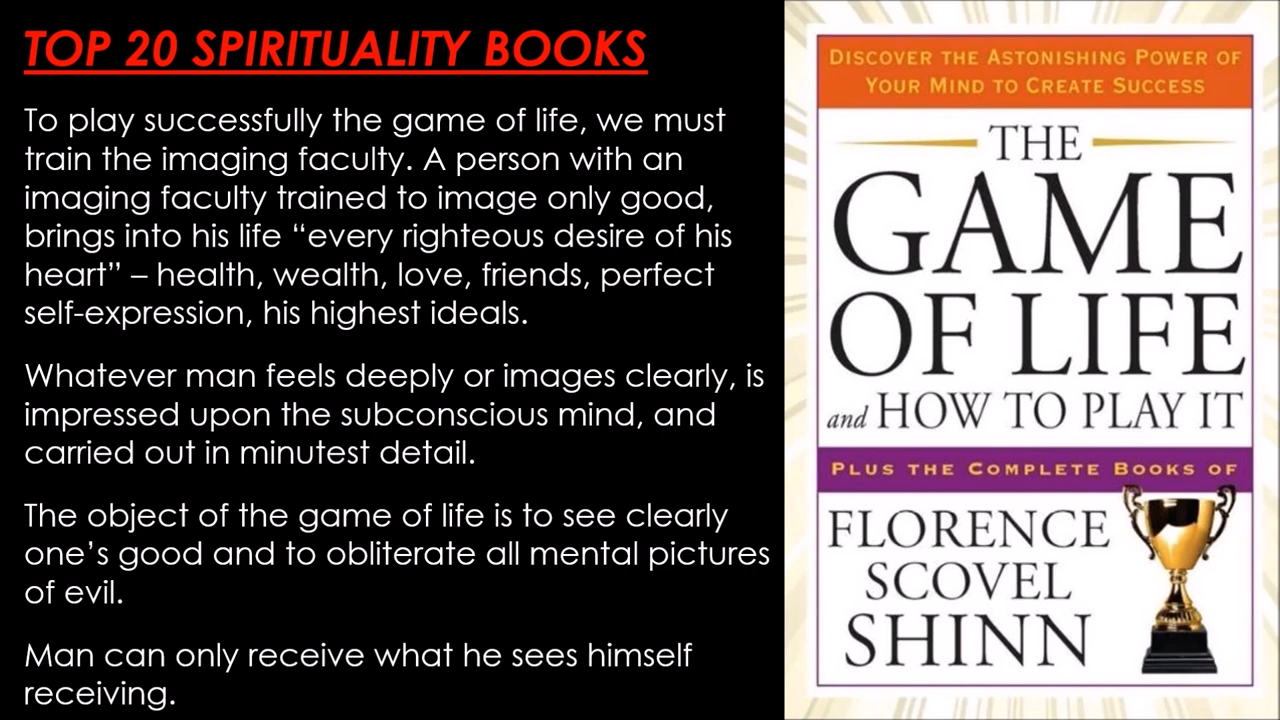 TOP 20 SPIRITUALITY BOOKS
To play successfully the game of life, we must
train the imaging faculty. A person with an
imaging faculty trained to image only good,
brings into his life “every righteous desire of his
heart” – health, wealth, love, friends, perfect
self-expression, his highest ideals.
Whatever man feels deeply or images clearly, is
impressed upon the subconscious mind, and
carried out in minutest detail.
The object of the game of life is to see clearly
one’s good and to obliterate all mental pictures
of evil.
Man can only receive what he sees himself
receiving.
DISCOVER THE ASTONISHING POWER OF
YOUR MIND TO CREATE SUCCESS
THE
GAME
OF LIFE
and HOW TO PLAY IT
PLUS THE COMPLETE BOOKS OF
FLORENCE
SCOVEL
SHINN